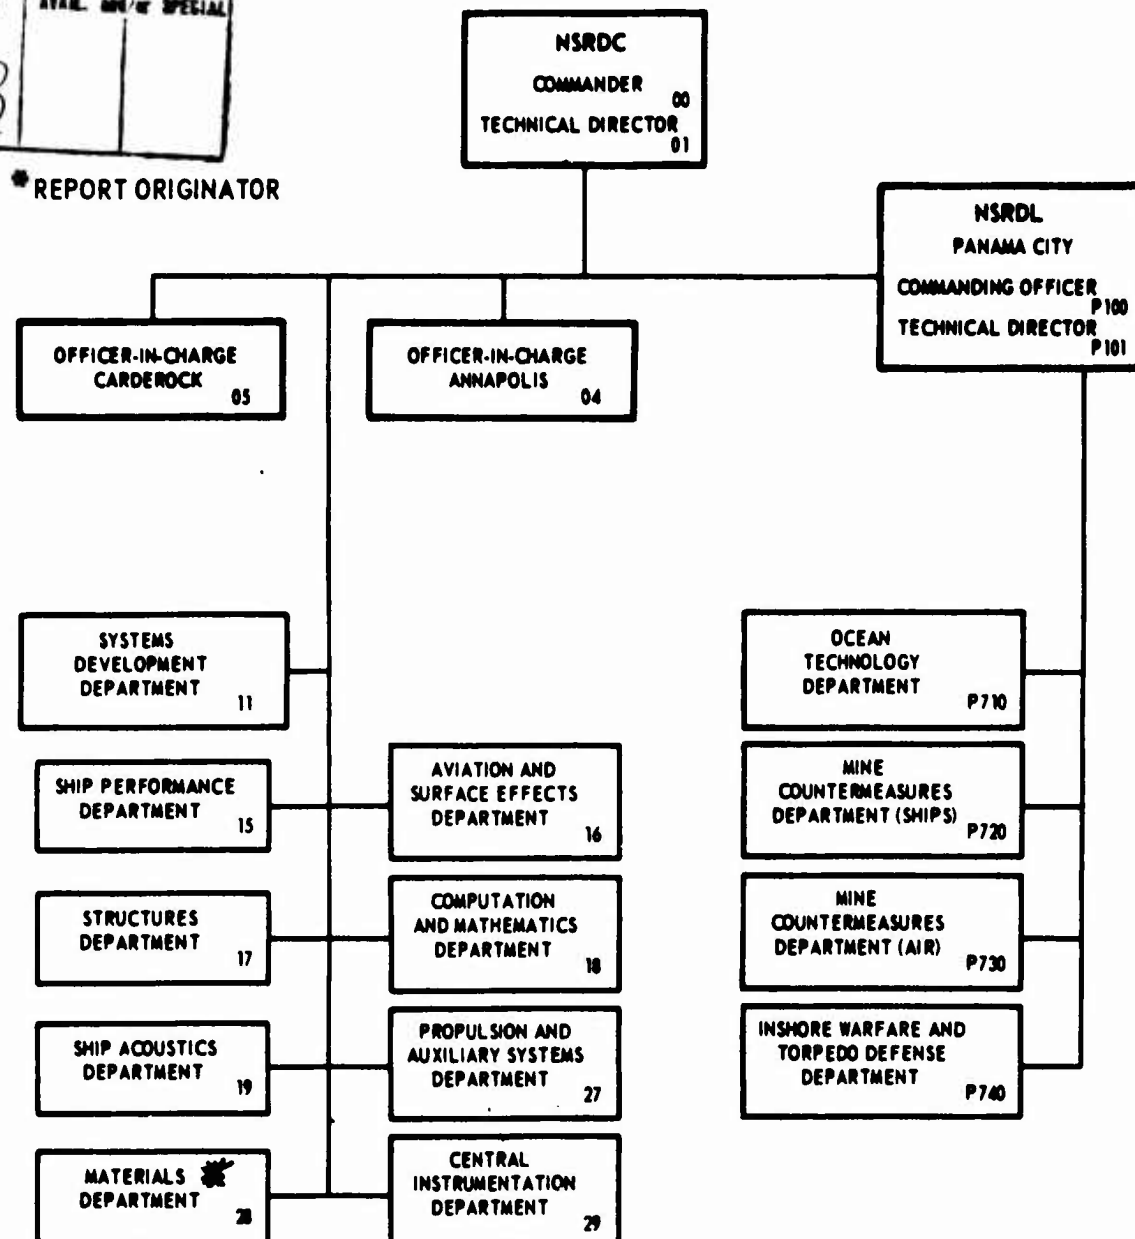 AVAIL. and/or SPECIAL
NSRDC
COMMANDER
00
TECHNICAL DIRECTOR
01
* REPORT ORIGINATOR
NSRDL
PANAMA CITY
COMMANDING OFFICER
P100
TECHNICAL DIRECTOR
P101
OFFICER-IN-CHARGE
CARDEROCK
05
OFFICER-IN-CHARGE
ANNAPOLIS
04
SYSTEMS
DEVELOPMENT
DEPARTMENT
11
OCEAN
TECHNOLOGY
DEPARTMENT
P710
SHIP PERFORMANCE
DEPARTMENT
15
AVIATION AND
SURFACE EFFECTS
DEPARTMENT
16
MINE
COUNTERMEASURES
DEPARTMENT (SHIPS)
P720
STRUCTURES
DEPARTMENT
17
COMPUTATION
AND MATHEMATICS
DEPARTMENT
18
MINE
COUNTERMEASURES
DEPARTMENT (AIR)
P730
SHIP ACOUSTICS
DEPARTMENT
19
PROPULSION AND
AUXILIARY SYSTEMS
DEPARTMENT
27
INSHORE WARFARE AND
TORPEDO DEFENSE
DEPARTMENT
P740
MATERIALS *
DEPARTMENT
28
CENTRAL
INSTRUMENTATION
DEPARTMENT
29